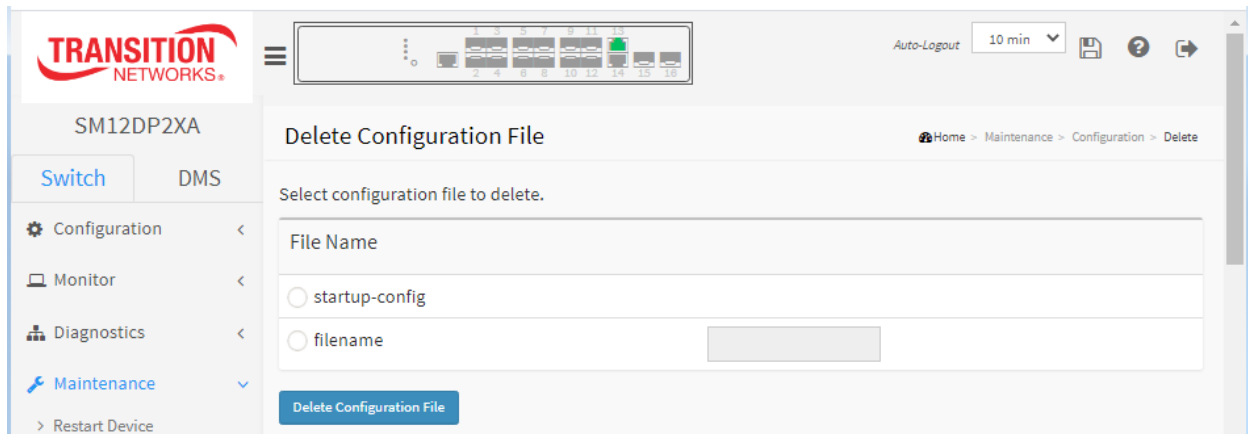 TRANSITION
NETWORKS®
1 3 5 7 9 11 13
2 4 6 8 10 12 14 15 16
Auto-Logout 10 min
SM12DP2XA
Delete Configuration File
Home > Maintenance > Configuration > Delete
Switch DMS
Select configuration file to delete.
Configuration
File Name
Monitor
startup-config
Diagnostics
filename
Maintenance
Delete Configuration File
> Restart Device